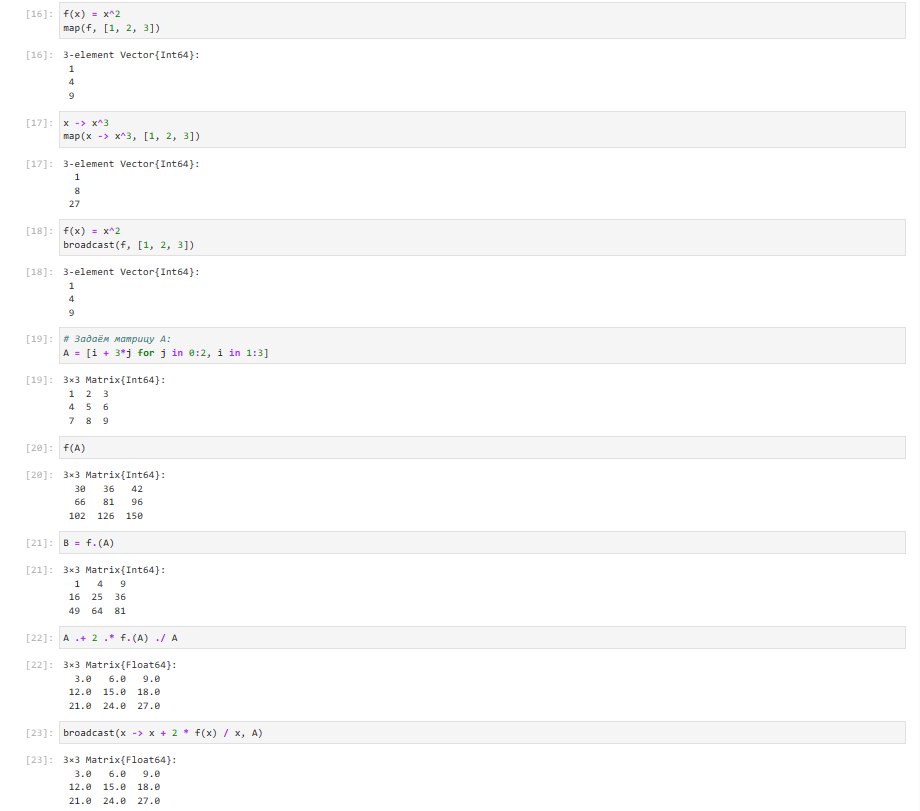 [16]: f(x) = x^2
map(f, [1, 2, 3])
[16]: 3-element Vector{Int64}:
1
4
9
[17]: x -> x^3
map(x -> x^3, [1, 2, 3])
[17]: 3-element Vector{Int64}:
1
8
27
[18]: f(x) = x^2
broadcast(f, [1, 2, 3])
[18]: 3-element Vector{Int64}:
1
4
9
[19]: # Задаём матрицу A:
A = [i + 3*j for j in 0:2, i in 1:3]
[19]: 3×3 Matrix{Int64}:
1 2 3
4 5 6
7 8 9
[20]: f(A)
[20]: 3×3 Matrix{Int64}:
30 36 42
66 81 96
102 126 150
[21]: B = f.(A)
[21]: 3×3 Matrix{Int64}:
1 4 9
16 25 36
49 64 81
[22]: A .+ 2 .* f.(A) ./ A
[22]: 3×3 Matrix{Float64}:
3.0 6.0 9.0
12.0 15.0 18.0
21.0 24.0 27.0
[23]: broadcast(x -> x + 2 * f(x) / x, A)
[23]: 3×3 Matrix{Float64}:
3.0 6.0 9.0
12.0 15.0 18.0
21.0 24.0 27.0